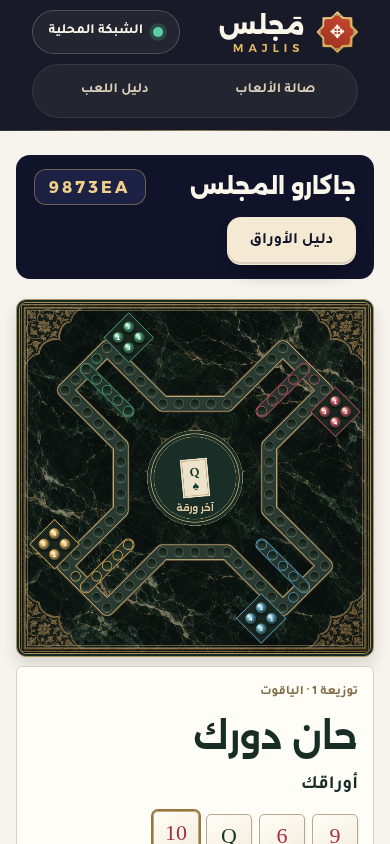 مَجلس
MAJLIS
الشبكة المحلية
صالة الألعاب
دليل اللعب
جاكارو المجلس
9873EA
دليل الأوراق
Q
♠
آخر ورقة
توزيعة 1 · الياقوت
حان دورك
أوراقك
9
6
Q
10